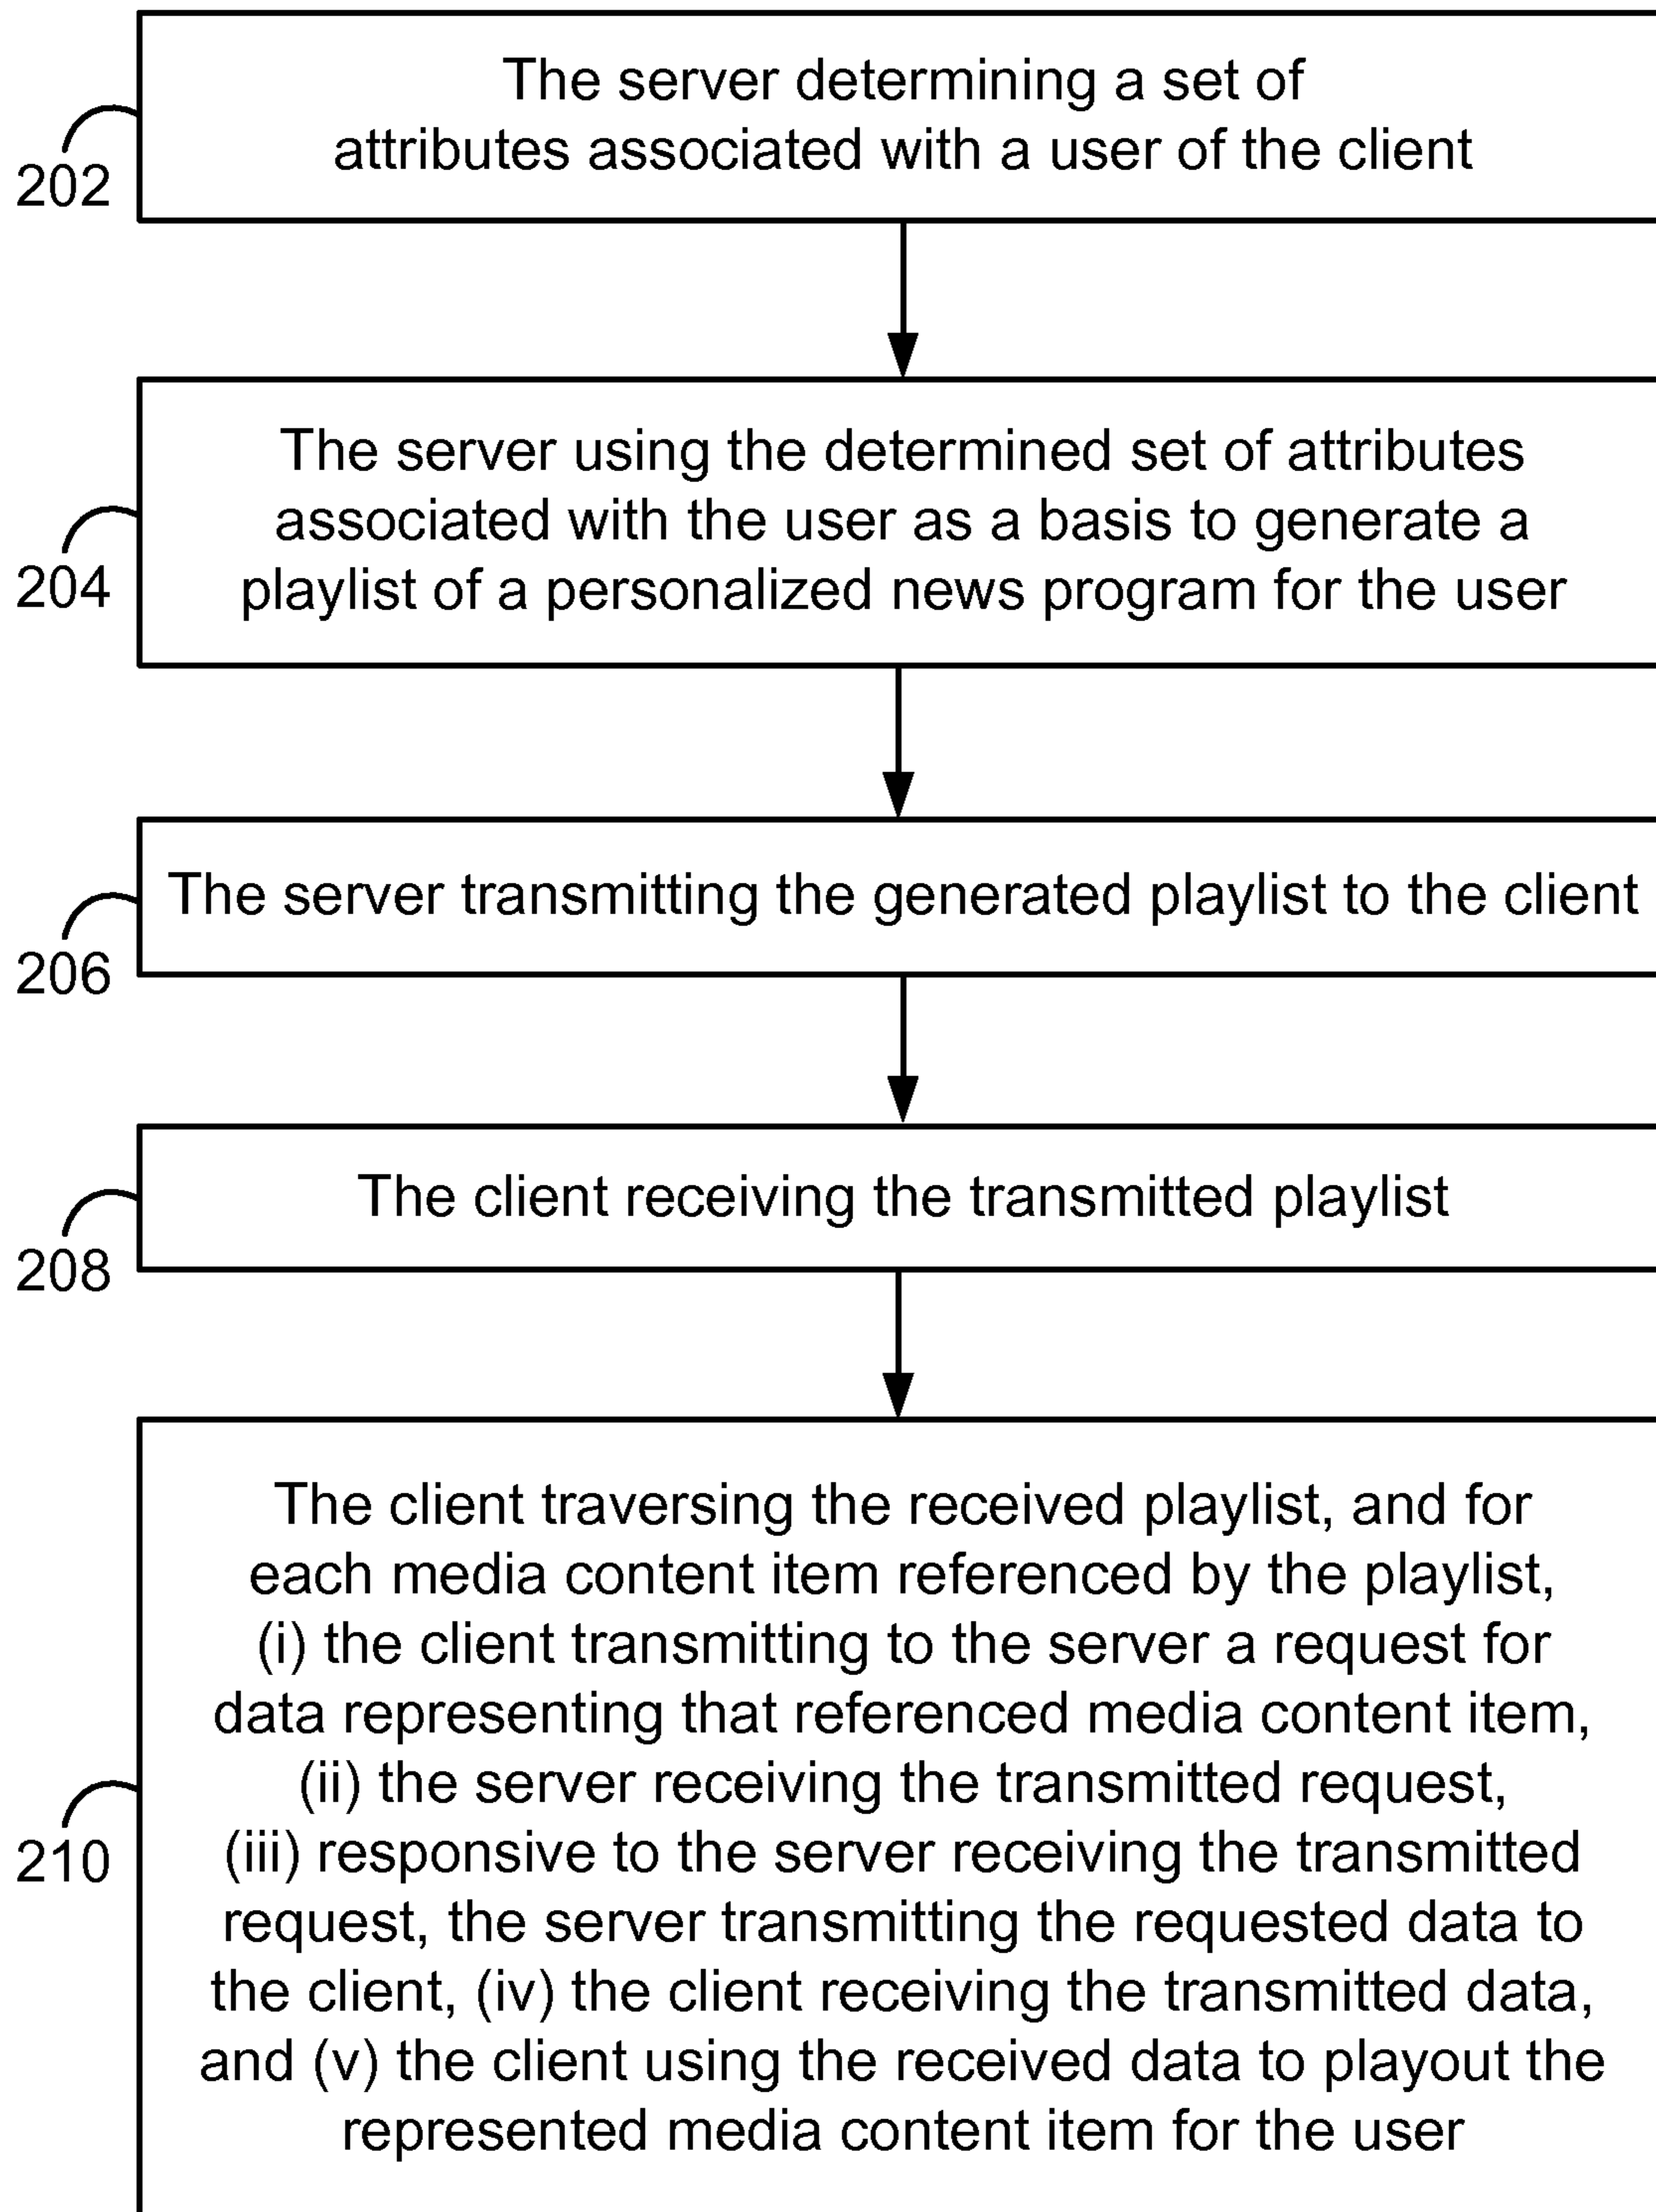 The server determining a set of
attributes associated with a user of the client
202
The server using the determined set of attributes
associated with the user as a basis to generate a
playlist of a personalized news program for the user
204
The server transmitting the generated playlist to the client
206
The client receiving the transmitted playlist
208
The client traversing the received playlist, and for
each media content item referenced by the playlist,
(i) the client transmitting to the server a request for
data representing that referenced media content item,
(ii) the server receiving the transmitted request,
(iii) responsive to the server receiving the transmitted
request, the server transmitting the requested data to
the client, (iv) the client receiving the transmitted data,
and (v) the client using the received data to playout the
represented media content item for the user
210